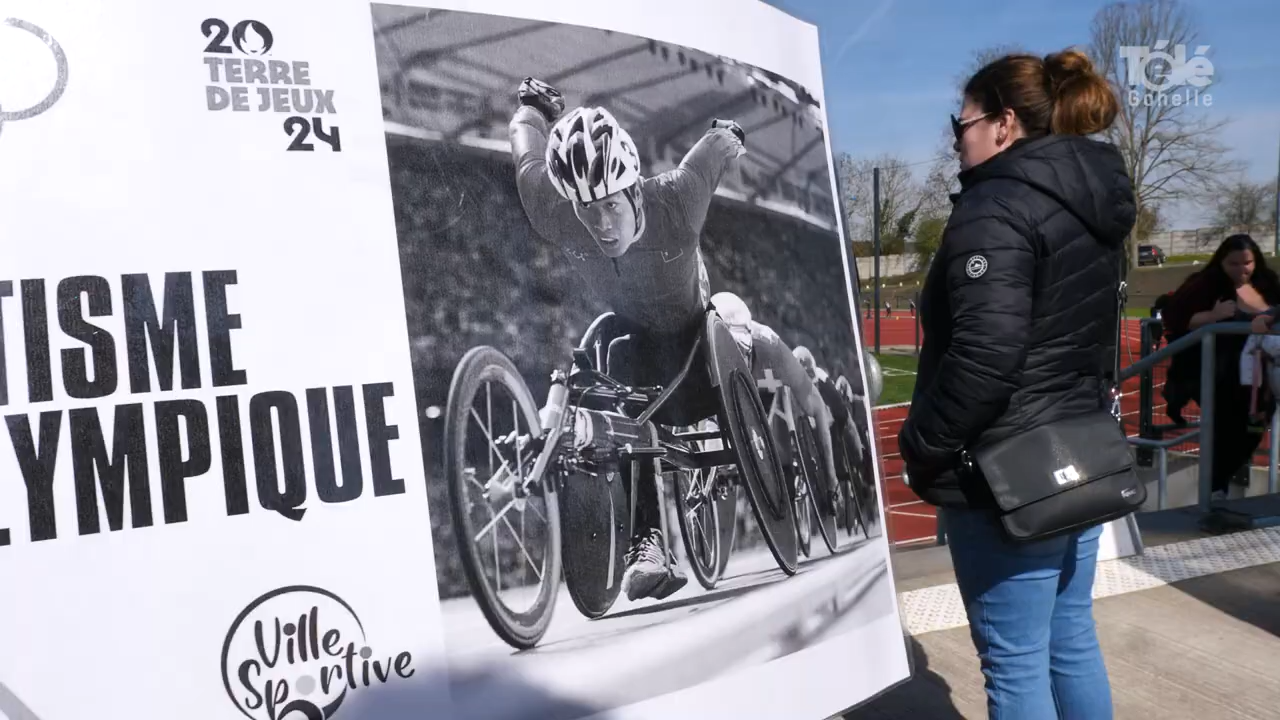 20
TERRE
DE JEUX
24
TISME
LYMPIQUE
Ville
Sportive
Télé
Gohelle